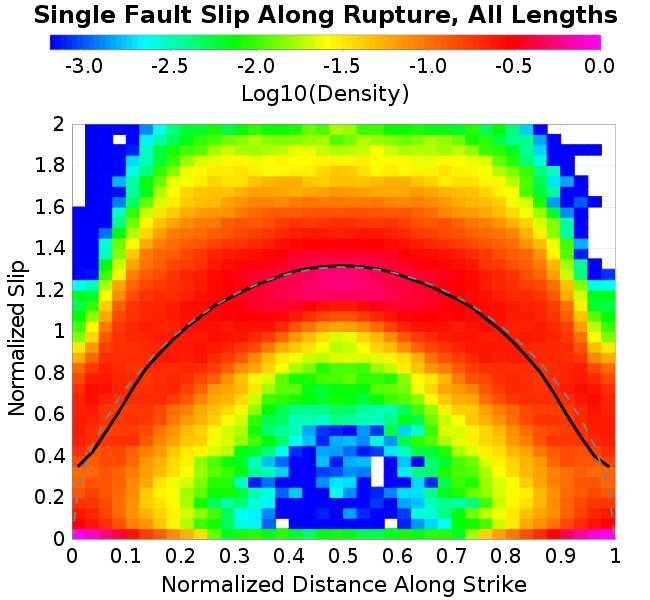 Single Fault Slip Along Rupture, All Lengths
-3.0 -2.5 -2.0 -1.5 -1.0 -0.5 0.0
Log10(Density)
2
1.8
1.6
1.4
1.2
1
0.8
0.6
0.4
0.2
0
Normalized Slip
0 0.1 0.2 0.3 0.4 0.5 0.6 0.7 0.8 0.9 1
Normalized Distance Along Strike